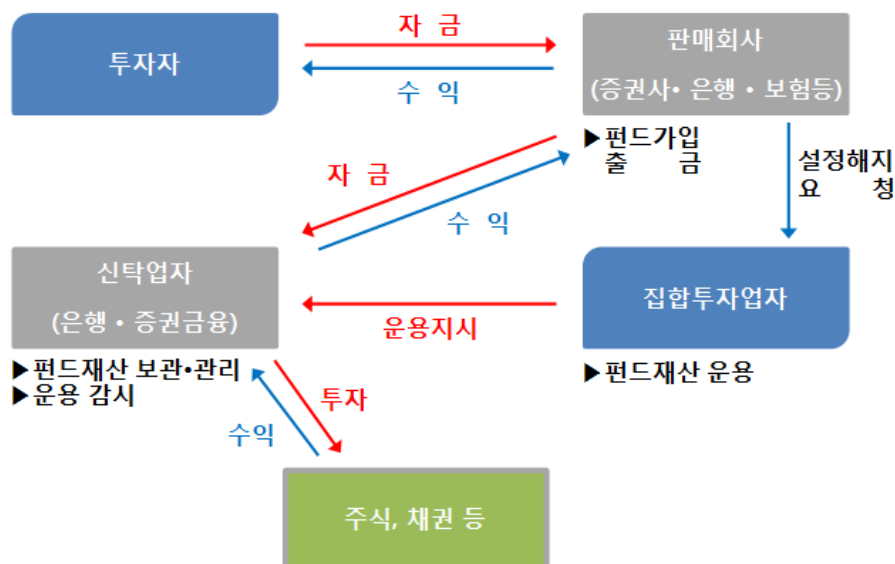 투자자
자 금
수 익
판매회사
(증권사• 은행 • 보험등)
▶펀드가입
출 금
설정해지
요 청
자 금
수 익
신탁업자
(은행 • 증권금융)
운용지시
집합투자업자
▶펀드재산 보관•관리
▶운용 감시
▶펀드재산 운용
투자
수익
주식, 채권 등